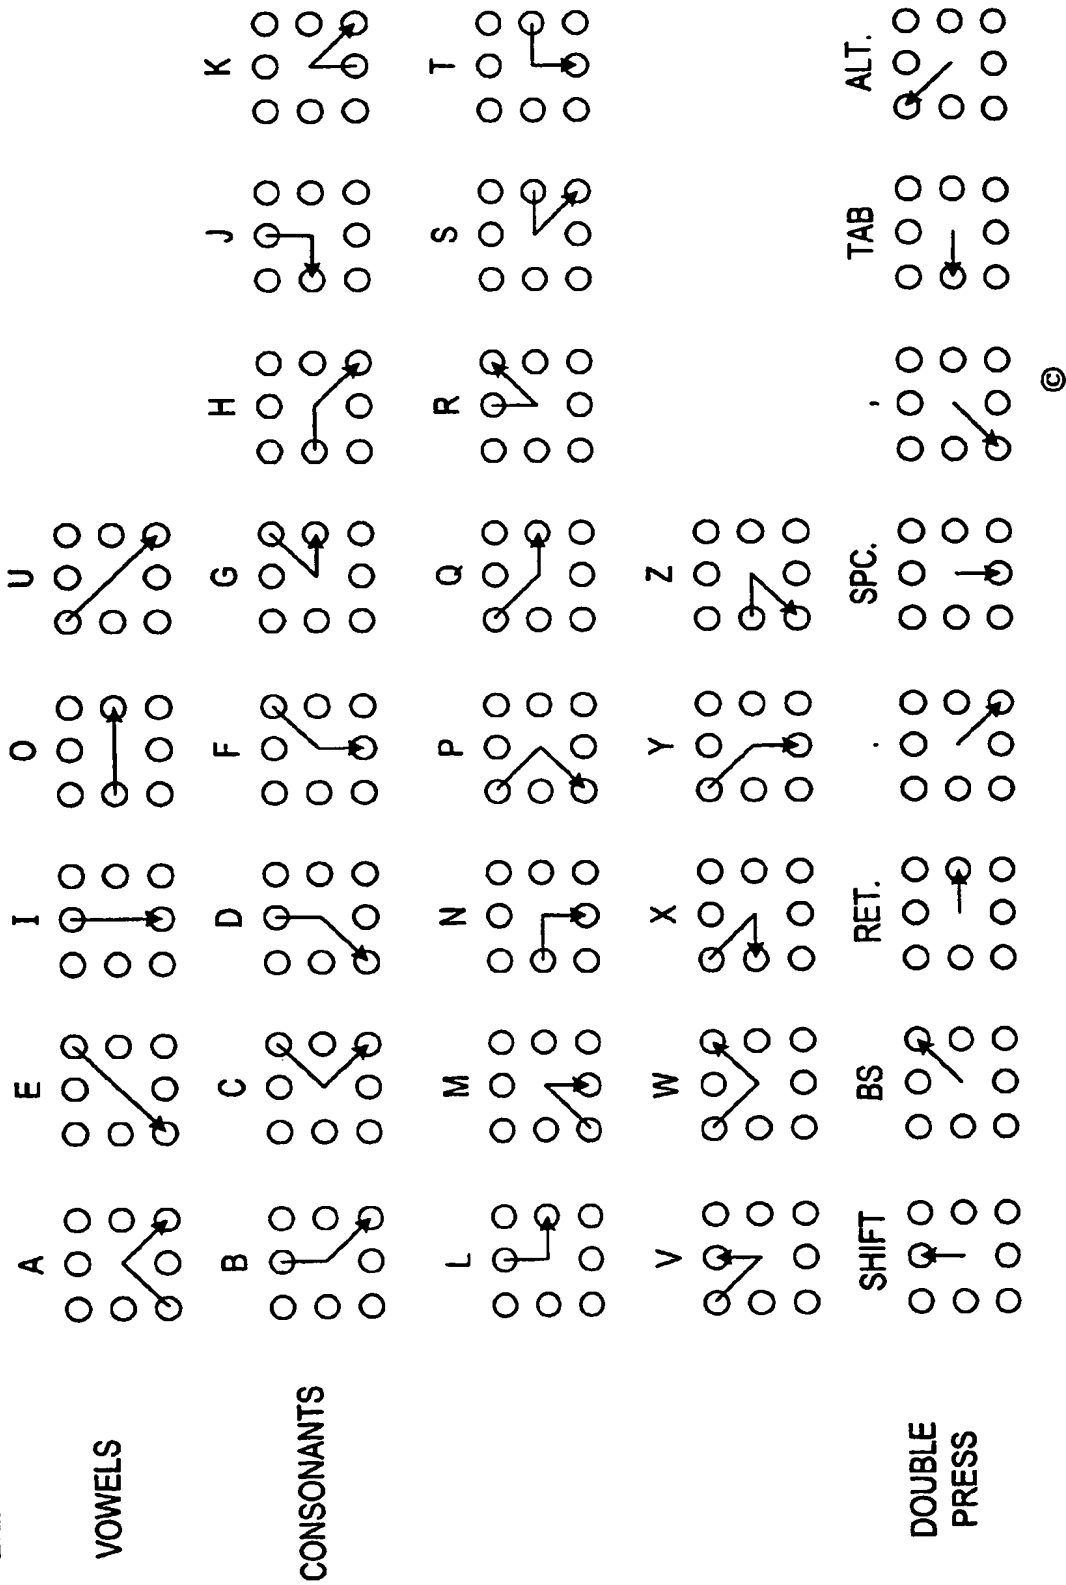 VOWELS
A E I O U
CONSONANTS
B C D F G H J K
L M N P Q R S T
V W X Y Z
DOUBLE
PRESS
SHIFT BS RET. . SPC. , TAB ALT.
©